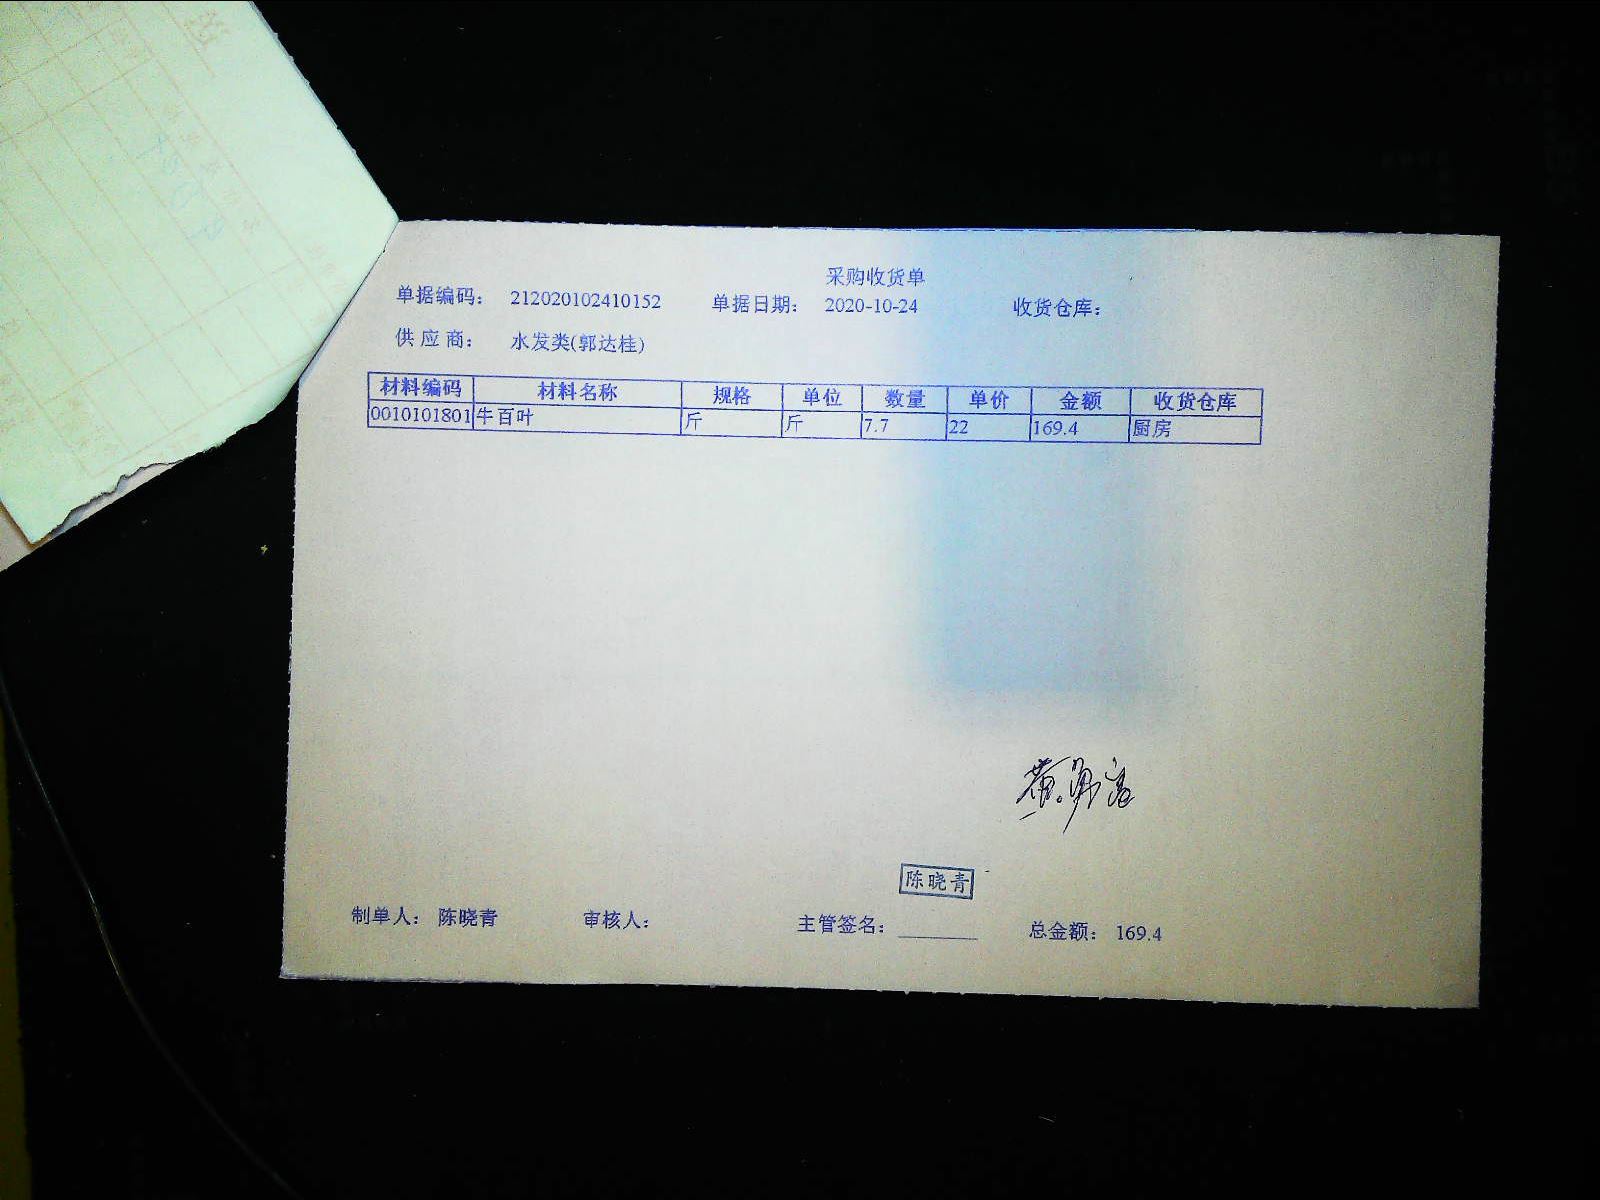 采购收货单
单据编码： 212020102410152 单据日期： 2020-10-24 收货仓库：
供应商： 水发类(郭达桂)
材料编码 材料名称 规格 单位 数量 单价 金额 收货仓库
0010101801 牛百叶 斤 斤 7.7 22 169.4 厨房
陈晓青
制单人： 陈晓青 审核人： 主管签名： 总金额： 169.4